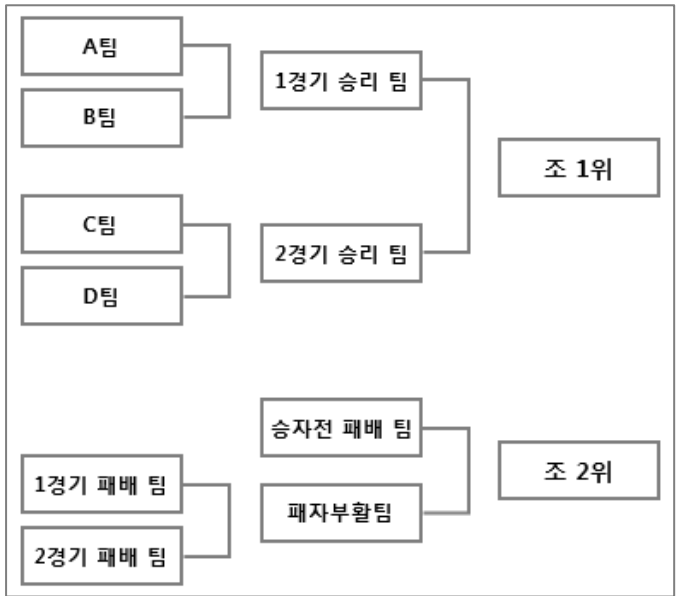 A팀
B팀
1경기 승리 팀
조 1위
C팀
D팀
2경기 승리 팀
승자전 패배 팀
조 2위
1경기 패배 팀
패자부활팀
2경기 패배 팀